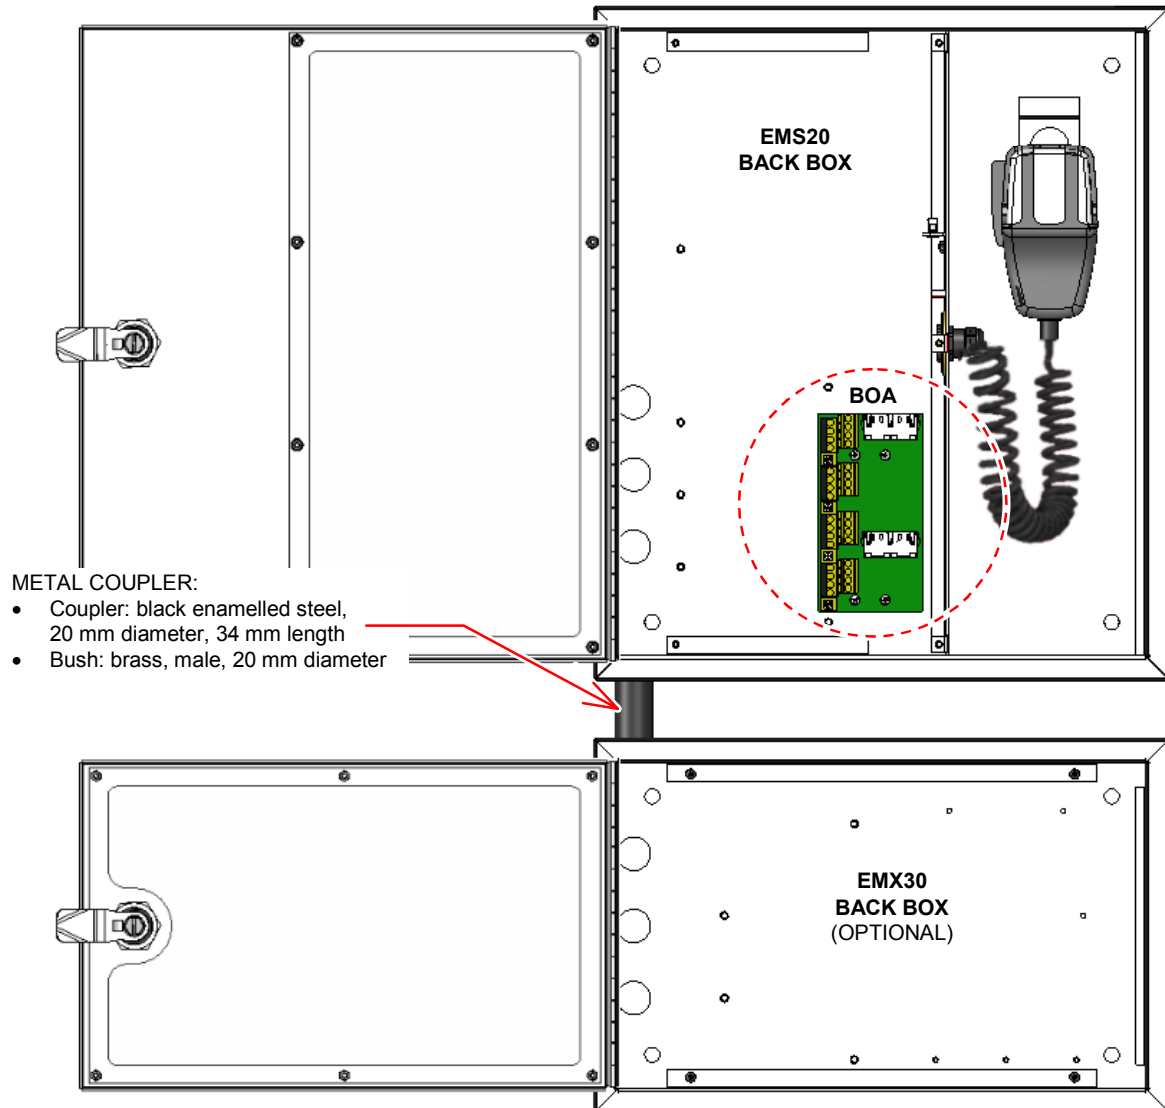 EMS20
BACK BOX
BOA
METAL COUPLER:
• Coupler: black enamelled steel,
20 mm diameter, 34 mm length
• Bush: brass, male, 20 mm diameter
EMX30
BACK BOX
(OPTIONAL)